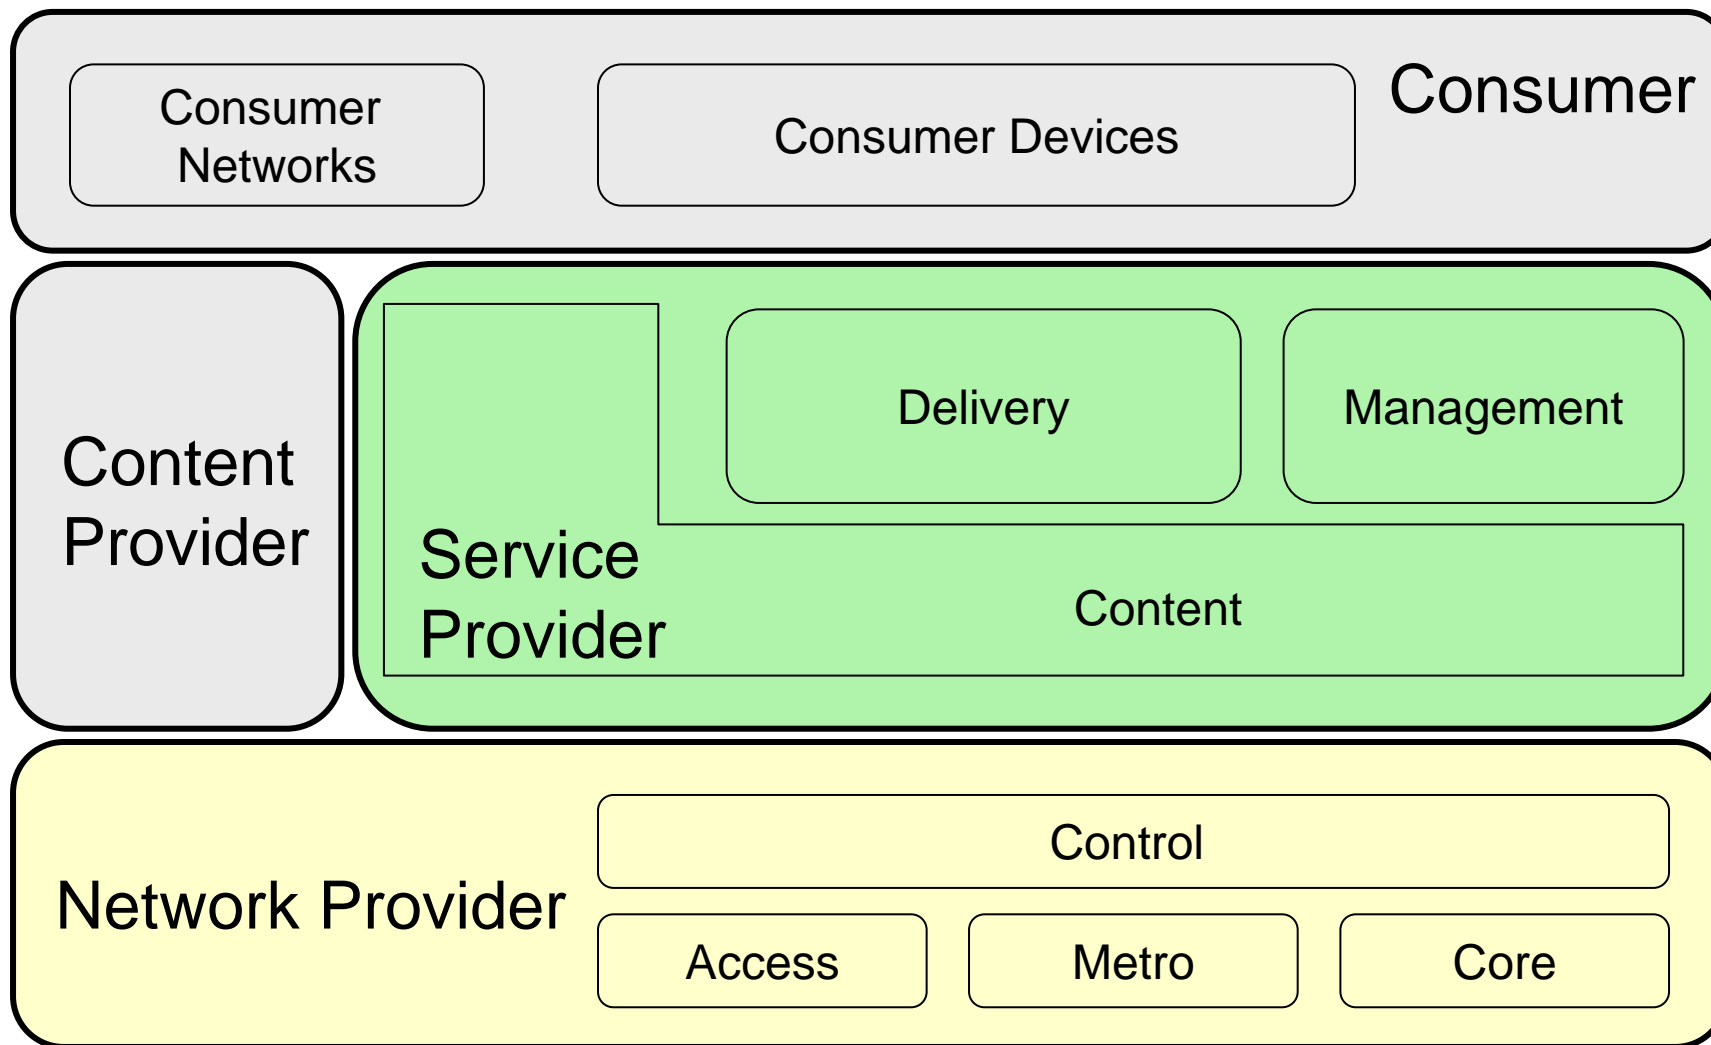 Consumer
Networks
Consumer Devices
Consumer
Content
Provider
Service
Provider
Delivery
Management
Content
Network Provider
Control
Access
Metro
Core